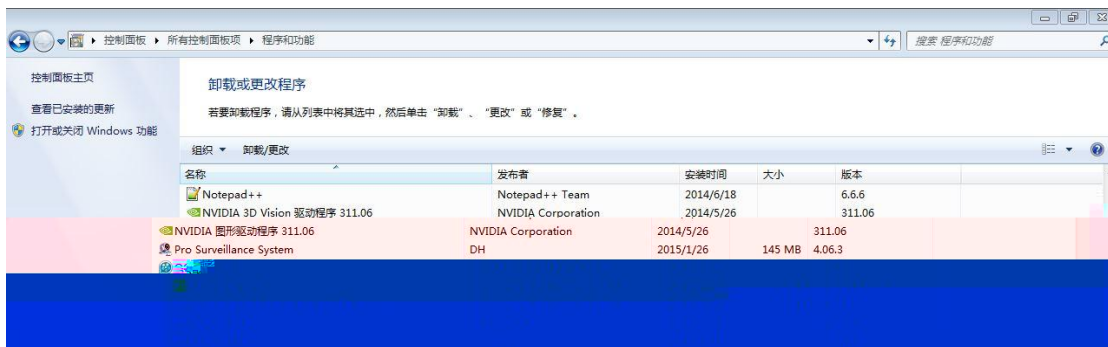 控制面板 ▸ 所有控制面板项 ▸ 程序和功能
搜索 程序和功能
控制面板主页
查看已安装的更新
打开或关闭 Windows 功能
卸载或更改程序
若要卸载程序，请从列表中将其选中，然后单击“卸载”、“更改”或“修复”。
组织 卸载/更改
名称 发布者 安装时间 大小 版本
Notepad++ Notepad++ Team 2014/6/18 6.6.6
NVIDIA 3D Vision 驱动程序 311.06 NVIDIA Corporation 2014/5/26 311.06
NVIDIA 图形驱动程序 311.06 NVIDIA Corporation 2014/5/26 311.06
Pro Surveillance System DH 2015/1/26 145 MB 4.06.3